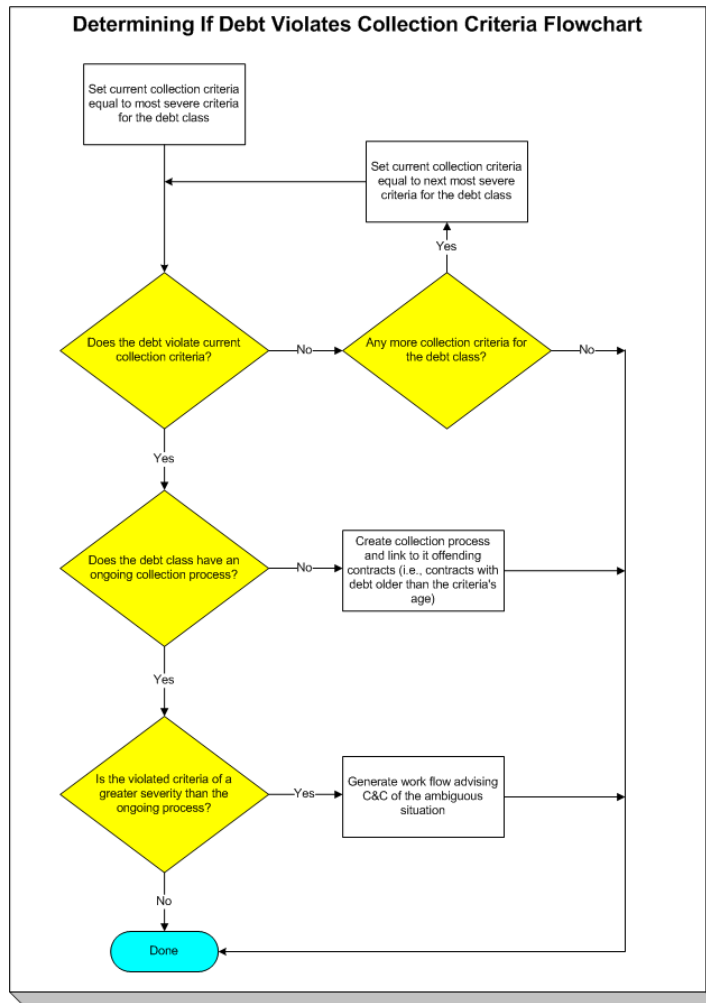 Determining If Debt Violates Collection Criteria Flowchart
Set current collection criteria
equal to most severe criteria
for the debt class
Set current collection criteria
equal to next most severe
criteria for the debt class
Yes
Does the debt violate current
collection criteria?
No
Any more collection criteria for
the debt class?
No
Yes
Does the debt class have an
ongoing collection process?
No
Create collection process
and link to it offending
contracts (i.e., contracts with
debt older than the criteria's
age)
Yes
Is the violated criteria of a
greater severity than the
ongoing process?
Yes
Generate work flow advising
C&C of the ambiguous
situation
No
Done